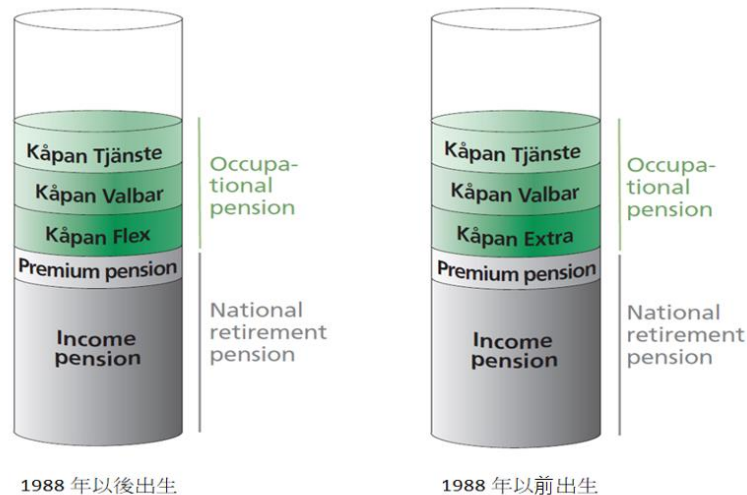 Kåpan Tjänste
Kåpan Valbar
Kåpan Flex
Premium pension
Income
pension
Occupa-
tional
pension
National
retirement
pension
1988 年以後出生
Kåpan Tjänste
Kåpan Valbar
Kåpan Extra
Premium pension
Income
pension
Occupa-
tional
pension
National
retirement
pension
1988 年以前出生